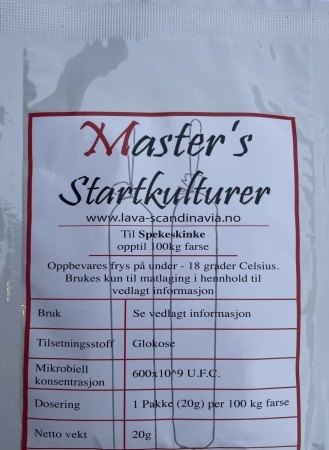 Master's
Startkulturer
www.lava-scandinavia.no
Til Spekeskinke
opptil 100kg farse
Oppbevares frys på under - 18 grader Celsius.
Brukes kun til matlaging i hennhold til
vedlagt informasjon
Bruk Se vedlagt informasjon
Tilsetningsstoff Glokose
Mikrobiell
konsentrasjon 600x10^9 U.F.C.
Dosering 1 Pakke (20g) per 100 kg farse
Netto vekt 20g